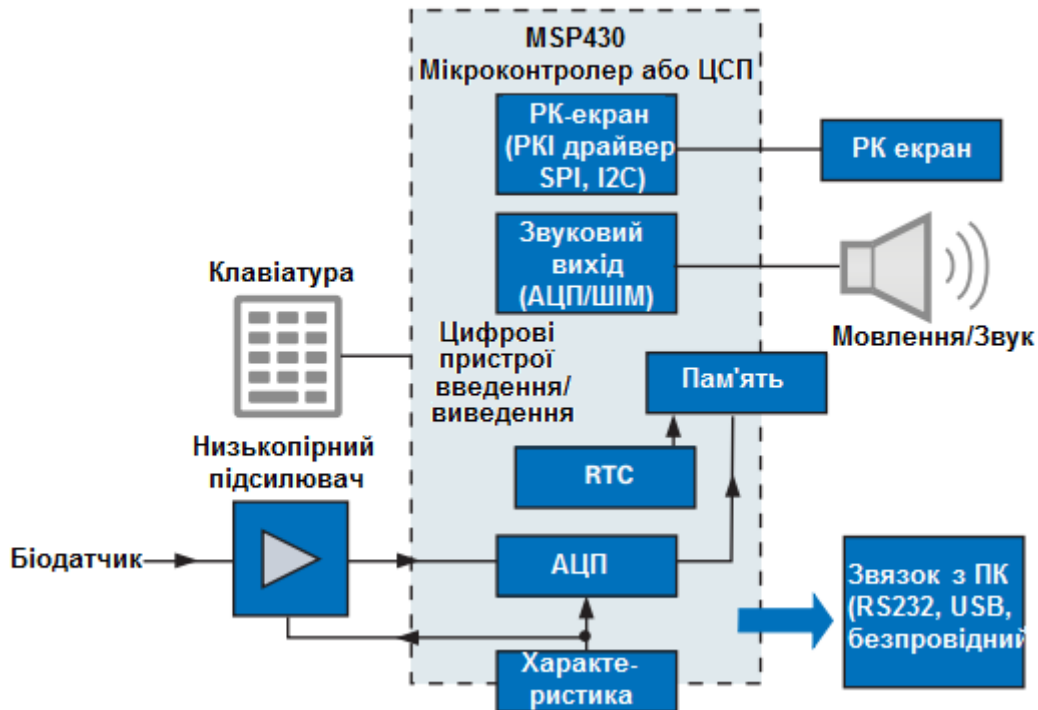 MSP430
Мікроконтролер або ЦСП
РК-екран
(РКІ драйвер
SPI, I2C)
РК екран
Звуковий
вихід
(АЦП/ШІМ)
Мовлення/Звук
Клавіатура
Цифрові
пристрої
введення/
виведення
Пам'ять
Низькопірний
підсилювач
RTC
Біодатчик
АЦП
Звязок з ПК
(RS232, USB,
безпровідний
Характе-
ристика